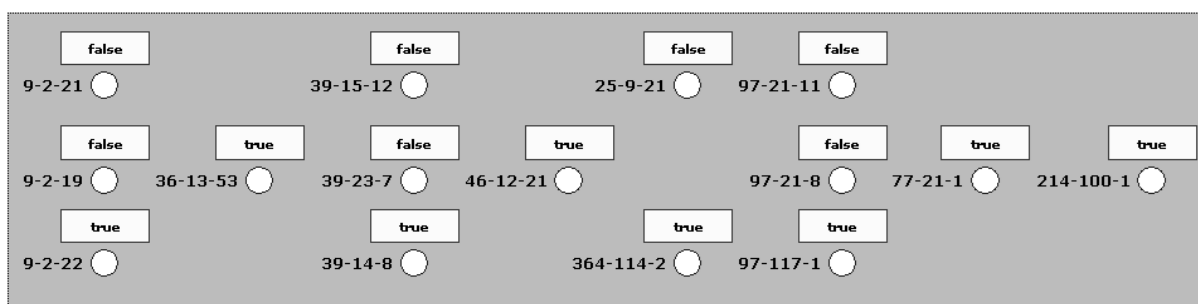 false false false false
9-2-21 39-15-12 25-9-21 97-21-11
false true false true false true true
9-2-19 36-13-53 39-23-7 46-12-21 97-21-8 77-21-1 214-100-1
true true true true
9-2-22 39-14-8 364-114-2 97-117-1